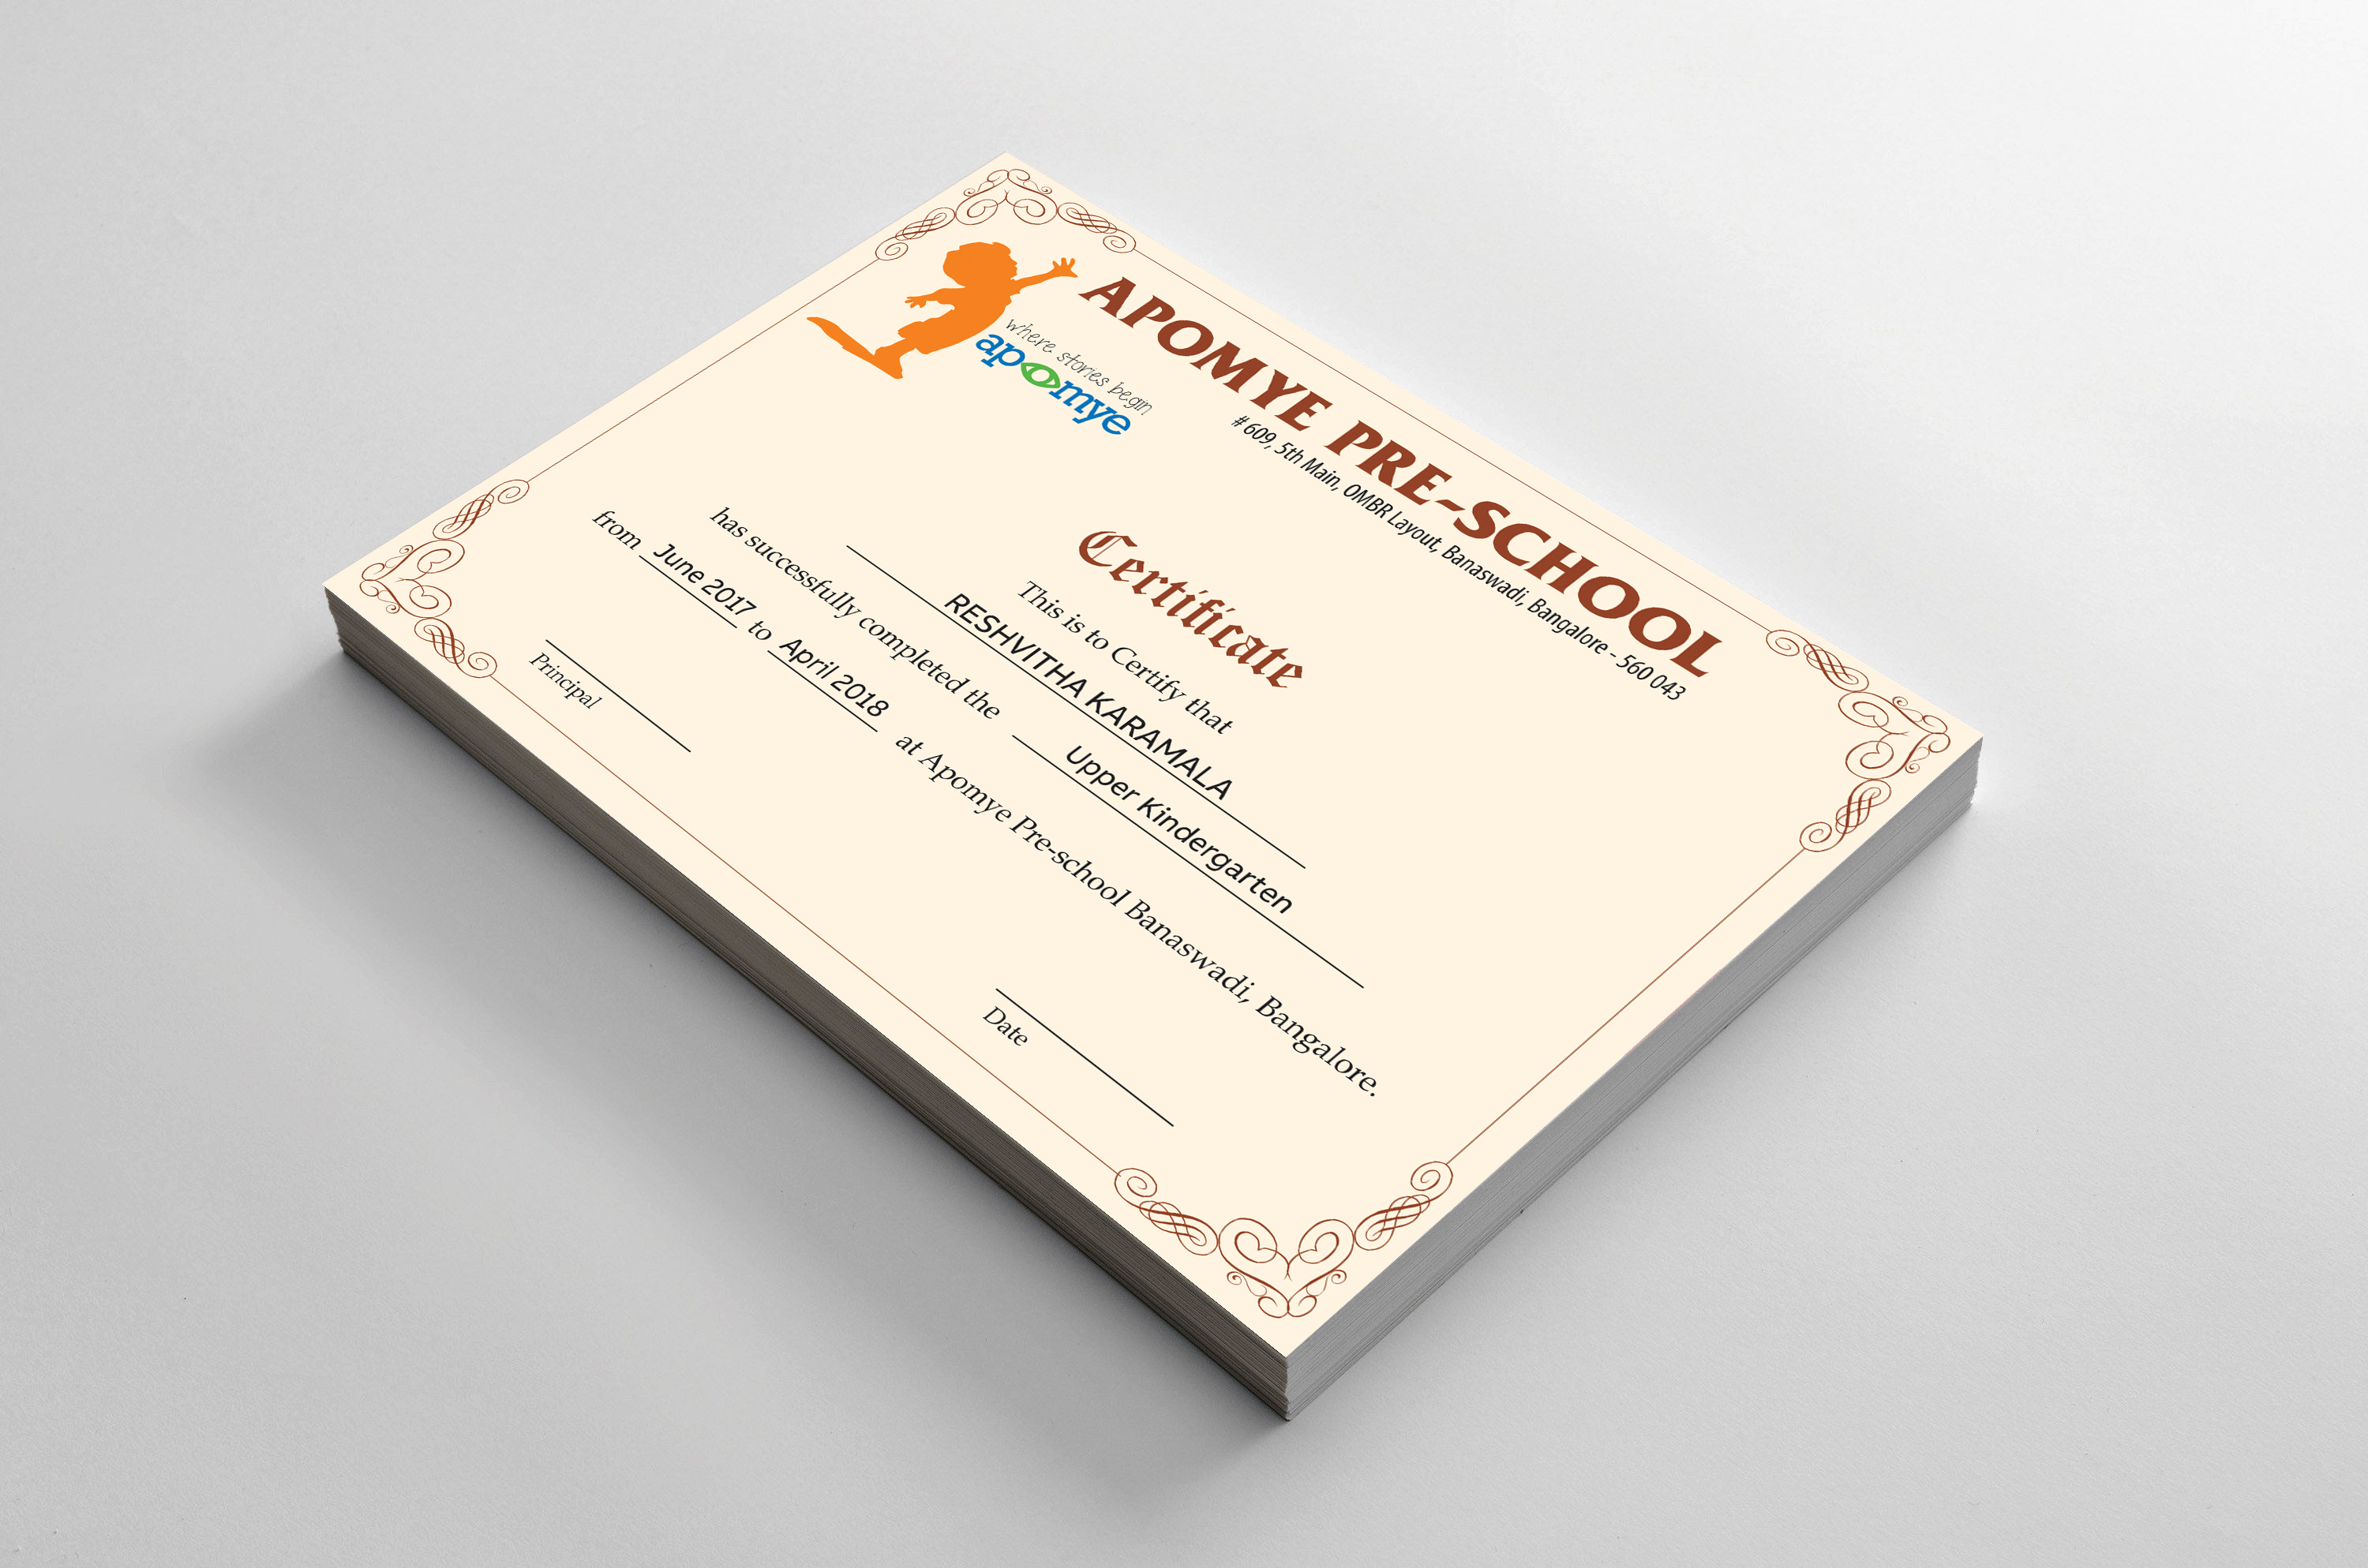 APOMYE PRE-SCHOOL
# 609, 5th Main, OMBR Layout, Banaswadi, Bangalore - 560 043
where stories begin
apomye
Certificate
This is to Certify that
RESHVITHA KARAMALA
has successfully completed the Upper Kindergarten
from June 2017 to April 2018 at Apomye Pre-school Banaswadi, Bangalore.
Principal
Date